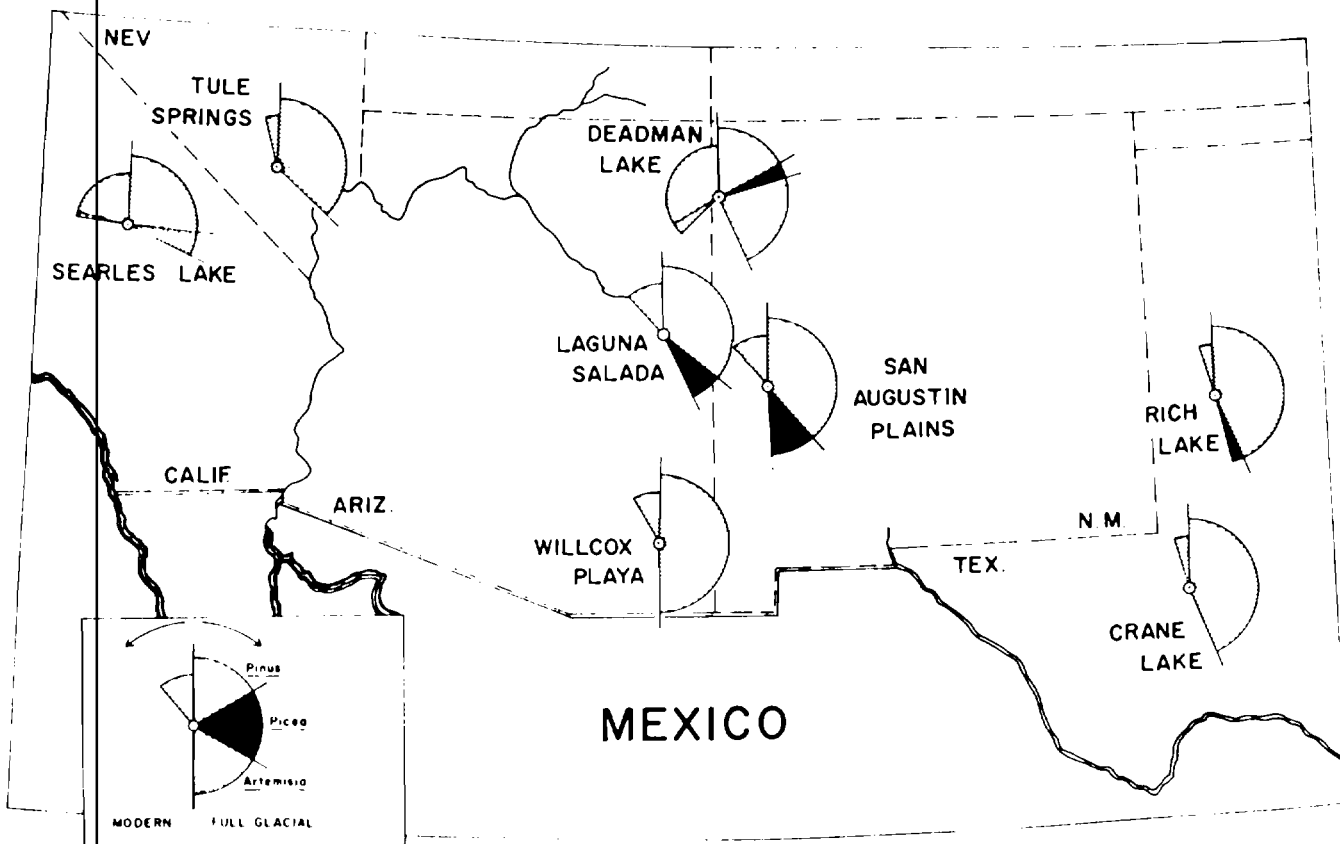 NEV
TULE
SPRINGS
DEADMAN
LAKE
SEARLES LAKE
LAGUNA
SALADA
SAN
AUGUSTIN
PLAINS
RICH
LAKE
CALIF.
ARIZ.
N.M.
WILLCOX
PLAYA
TEX.
CRANE
LAKE
Pinus
Picea
Artemisia
MODERN FULL GLACIAL
MEXICO